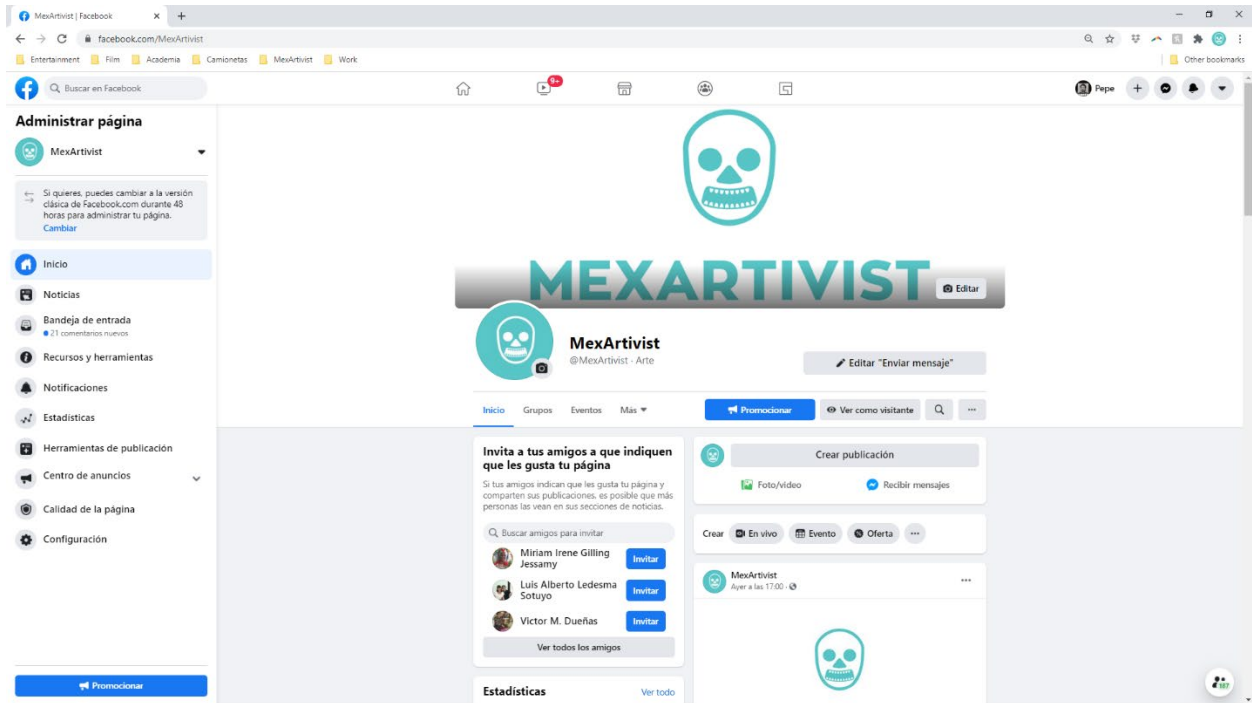 MexArtivist | Facebook
facebook.com/MexArtivist
Entertainment Film Academia Camionetas MexArtivist Work Other bookmarks
Buscar en Facebook
9+
Pepe
Administrar página
MexArtivist
Si quieres, puedes cambiar a la versión
clásica de Facebook.com durante 48
horas para administrar tu página.
Cambiar
Inicio
Noticias
Bandeja de entrada
21 comentarios nuevos
Recursos y herramientas
Notificaciones
Estadísticas
Herramientas de publicación
Centro de anuncios
Calidad de la página
Configuración
Promocionar
MEXARTIVIST
Editar
MexArtivist
@MexArtivist · Arte
Editar "Enviar mensaje"
Inicio Grupos Eventos Más
Promocionar Ver como visitante
Invita a tus amigos a que indiquen
que les gusta tu página
Si tus amigos indican que les gusta tu página y
comparten sus publicaciones, es posible que más
personas las vean en sus secciones de noticias.
Buscar amigos para invitar
Miriam Irene Gilling
Jessamy
Invitar
Luis Alberto Ledesma
Sotuyo
Invitar
Victor M. Dueñas
Invitar
Ver todos los amigos
Estadísticas Ver todo
Crear publicación
Foto/video Recibir mensajes
Crear En vivo Evento Oferta
MexArtivist
Ayer a las 17:00